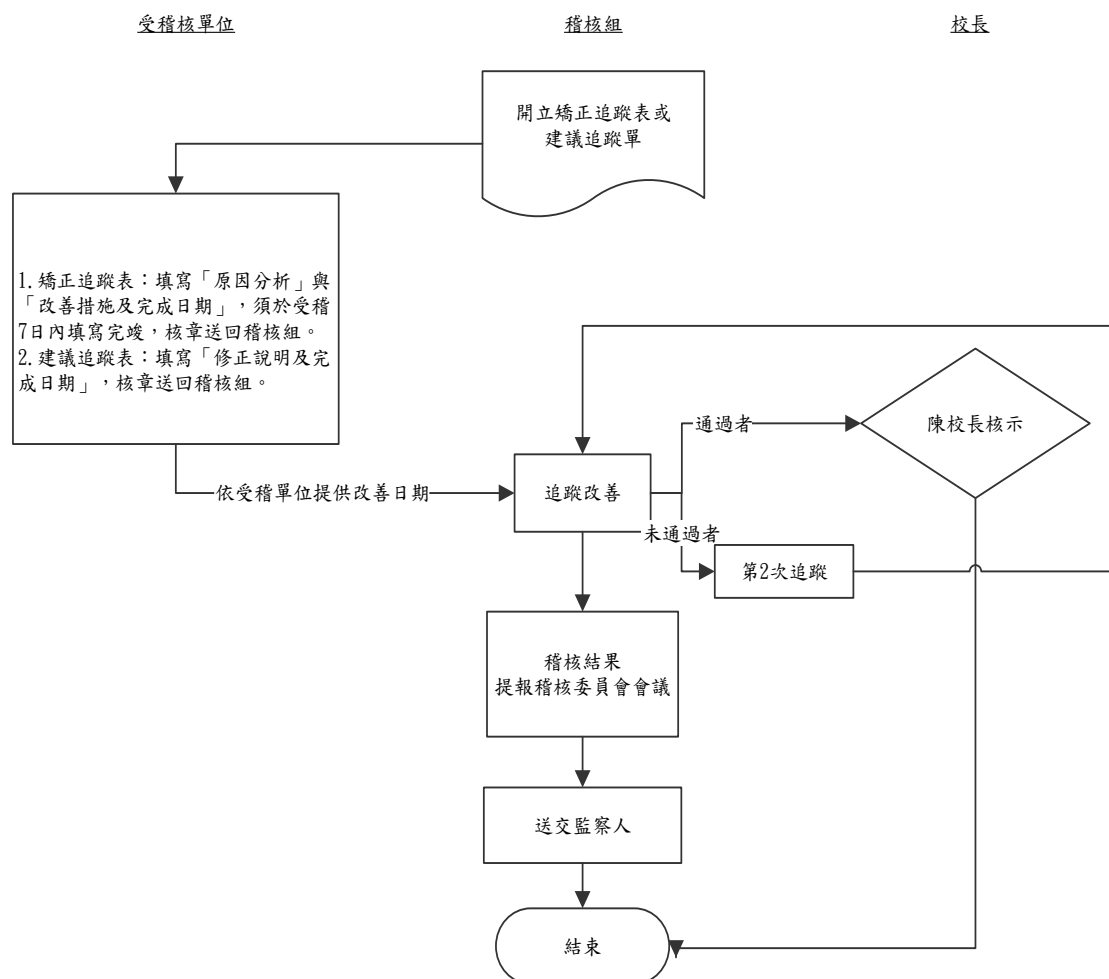 受稽核單位
稽核組
校長
開立矯正追蹤表或
建議追蹤單
1.矯正追蹤表：填寫「原因分析」與
「改善措施及完成日期」，須於受稽
7日內填寫完竣，核章送回稽核組。
2.建議追蹤表：填寫「修正說明及完
成日期」，核章送回稽核組。
通過者
陳校長核示
依受稽單位提供改善日期
追蹤改善
未通過者
第2次追蹤
稽核結果
提報稽核委員會會議
送交監察人
結束